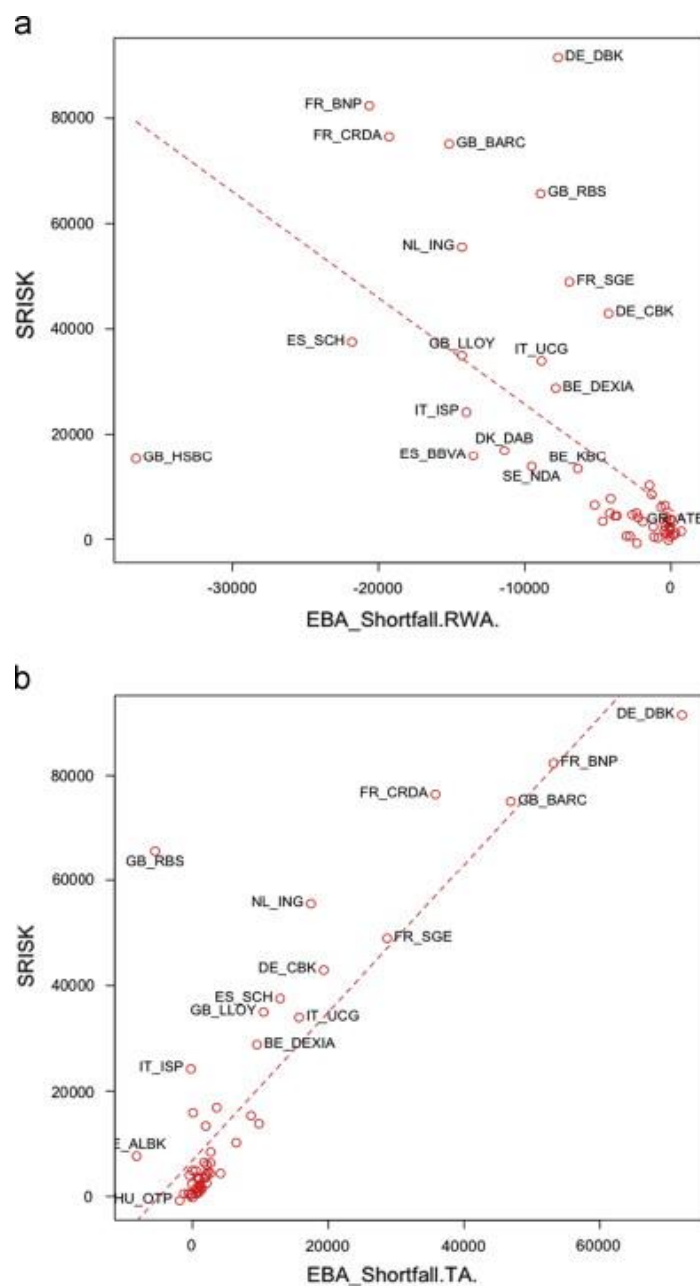 a
DE_DBK
80000
FR_BNP
FR_CRDA
GB_BARC
GB_RBS
60000
NL_ING
FR_SGE
SRISK
DE_CBK
40000
ES_SCH
GB_LLOY
IT_UCG
BE_DEXIA
IT_ISP
20000
DK_DAB
GB_HSBC
ES_BBVA
BE_KBC
SE_NDA
GR_ATE
0
-30000 -20000 -10000 0
EBA_Shortfall.RWA.
b
DE_DBK
80000
FR_BNP
FR_CRDA
GB_BARC
GB_RBS
60000
NL_ING
FR_SGE
SRISK
DE_CBK
40000
ES_SCH
GB_LLOY
IT_UCG
BE_DEXIA
IT_ISP
20000
E_ALBK
0
HU_OTP
0 20000 40000 60000
EBA_Shortfall.TA.